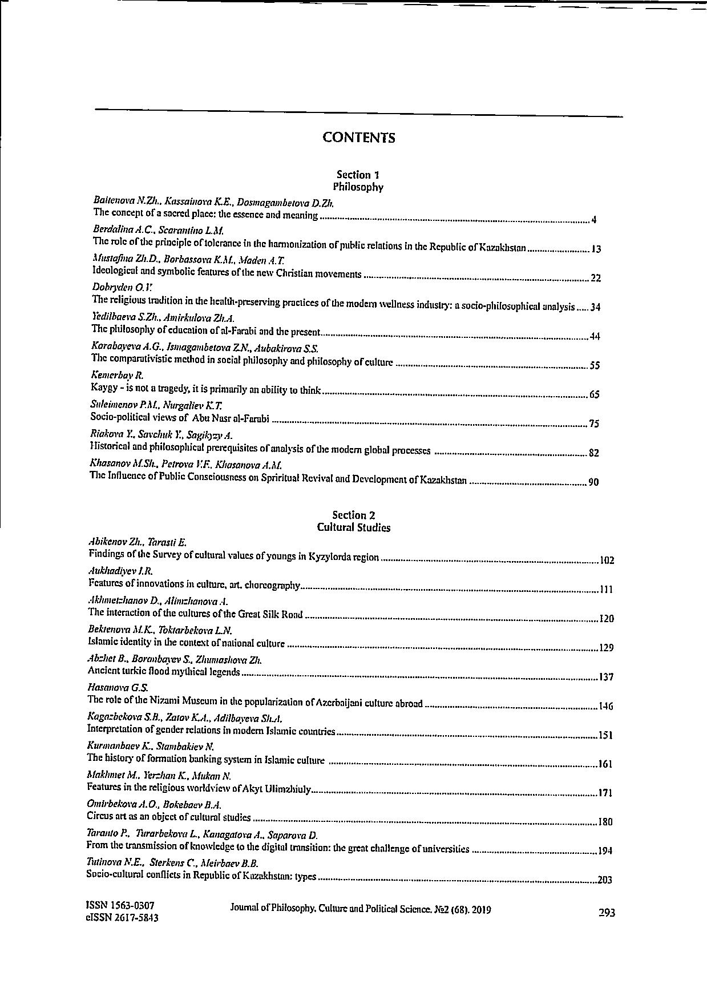 CONTENTS
Section 1
Philosophy
Baitenova N.Zh., Kassainova K.E., Dosmagambetova D.Zh.
The concept of a sacred place: the essence and meaning ........ 4
Berdalina A.C., Scarantino L.M.
The role of the principle of tolerance in the harmonization of public relations in the Republic of Kazakhstan ........ 13
Mustafina Zh.D., Borbassova K.M., Maden A.T.
Ideological and symbolic features of the new Christian movements ........ 22
Dobryden O.V.
The religious tradition in the health-preserving practices of the modern wellness industry: a socio-philosophical analysis ..... 34
Yedilbaeva S.Zh., Amirkulova Zh.A.
The philosophy of education of al-Farabi and the present ........ 44
Karabayeva A.G., Ismagambetova Z.N., Aubakirova S.S.
The comparativistic method in social philosophy and philosophy of culture ........ 55
Kemerbay R.
Kaygy – is not a tragedy, it is primarily an ability to think ........ 65
Suleimenov P.M., Nurgaliev K.T.
Socio-political views of Abu Nasr al-Farabi ........ 75
Riakova Y., Savchuk Y., Sagikyzy A.
Historical and philosophical prerequisites of analysis of the modern global processes ........ 82
Khasanov M.Sh., Petrova V.F., Khasanova A.M.
The Influence of Public Consciousness on Spriritual Revival and Development of Kazakhstan ........ 90
Section 2
Cultural Studies
Abikenov Zh., Tarasti E.
Findings of the Survey of cultural values of youngs in Kyzylorda region ........ 102
Aukhadiyev I.R.
Features of innovations in culture, art. choreography ........ 111
Akhmetzhanov D., Alimzhanova A.
The interaction of the cultures of the Great Silk Road ........ 120
Bektenova M.K., Toktarbekova L.N.
Islamic identity in the context of national culture ........ 129
Abzhet B., Boranbayev S., Zhumashova Zh.
Ancient turkic flood mythical legends ........ 137
Hasanova G.S.
The role of the Nizami Museum in the popularization of Azerbaijani culture abroad ........ 146
Kagazbekova S.B., Zatov K.A., Adilbayeva Sh.A.
Interpretation of gender relations in modern Islamic countries ........ 151
Kurmanbaev K., Stambakiev N.
The history of formation banking system in Islamic culture ........ 161
Makhmet M., Yerzhan K., Mukan N.
Features in the religious worldview of Akyt Ulimzhiuly ........ 171
Omirbekova A.O., Bokebaev B.A.
Circus art as an object of cultural studies ........ 180
Taranto P., Turarbekova L., Kanagatova A., Saparova D.
From the transmission of knowledge to the digital transition: the great challenge of universities ........ 194
Tutinova N.E., Sterkens C., Meirbaev B.B.
Socio-cultural conflicts in Republic of Kazakhstan: types ........ 203
ISSN 1563-0307 Journal of Philosophy, Culture and Political Science. №2 (68). 2019 293
eISSN 2617-5843